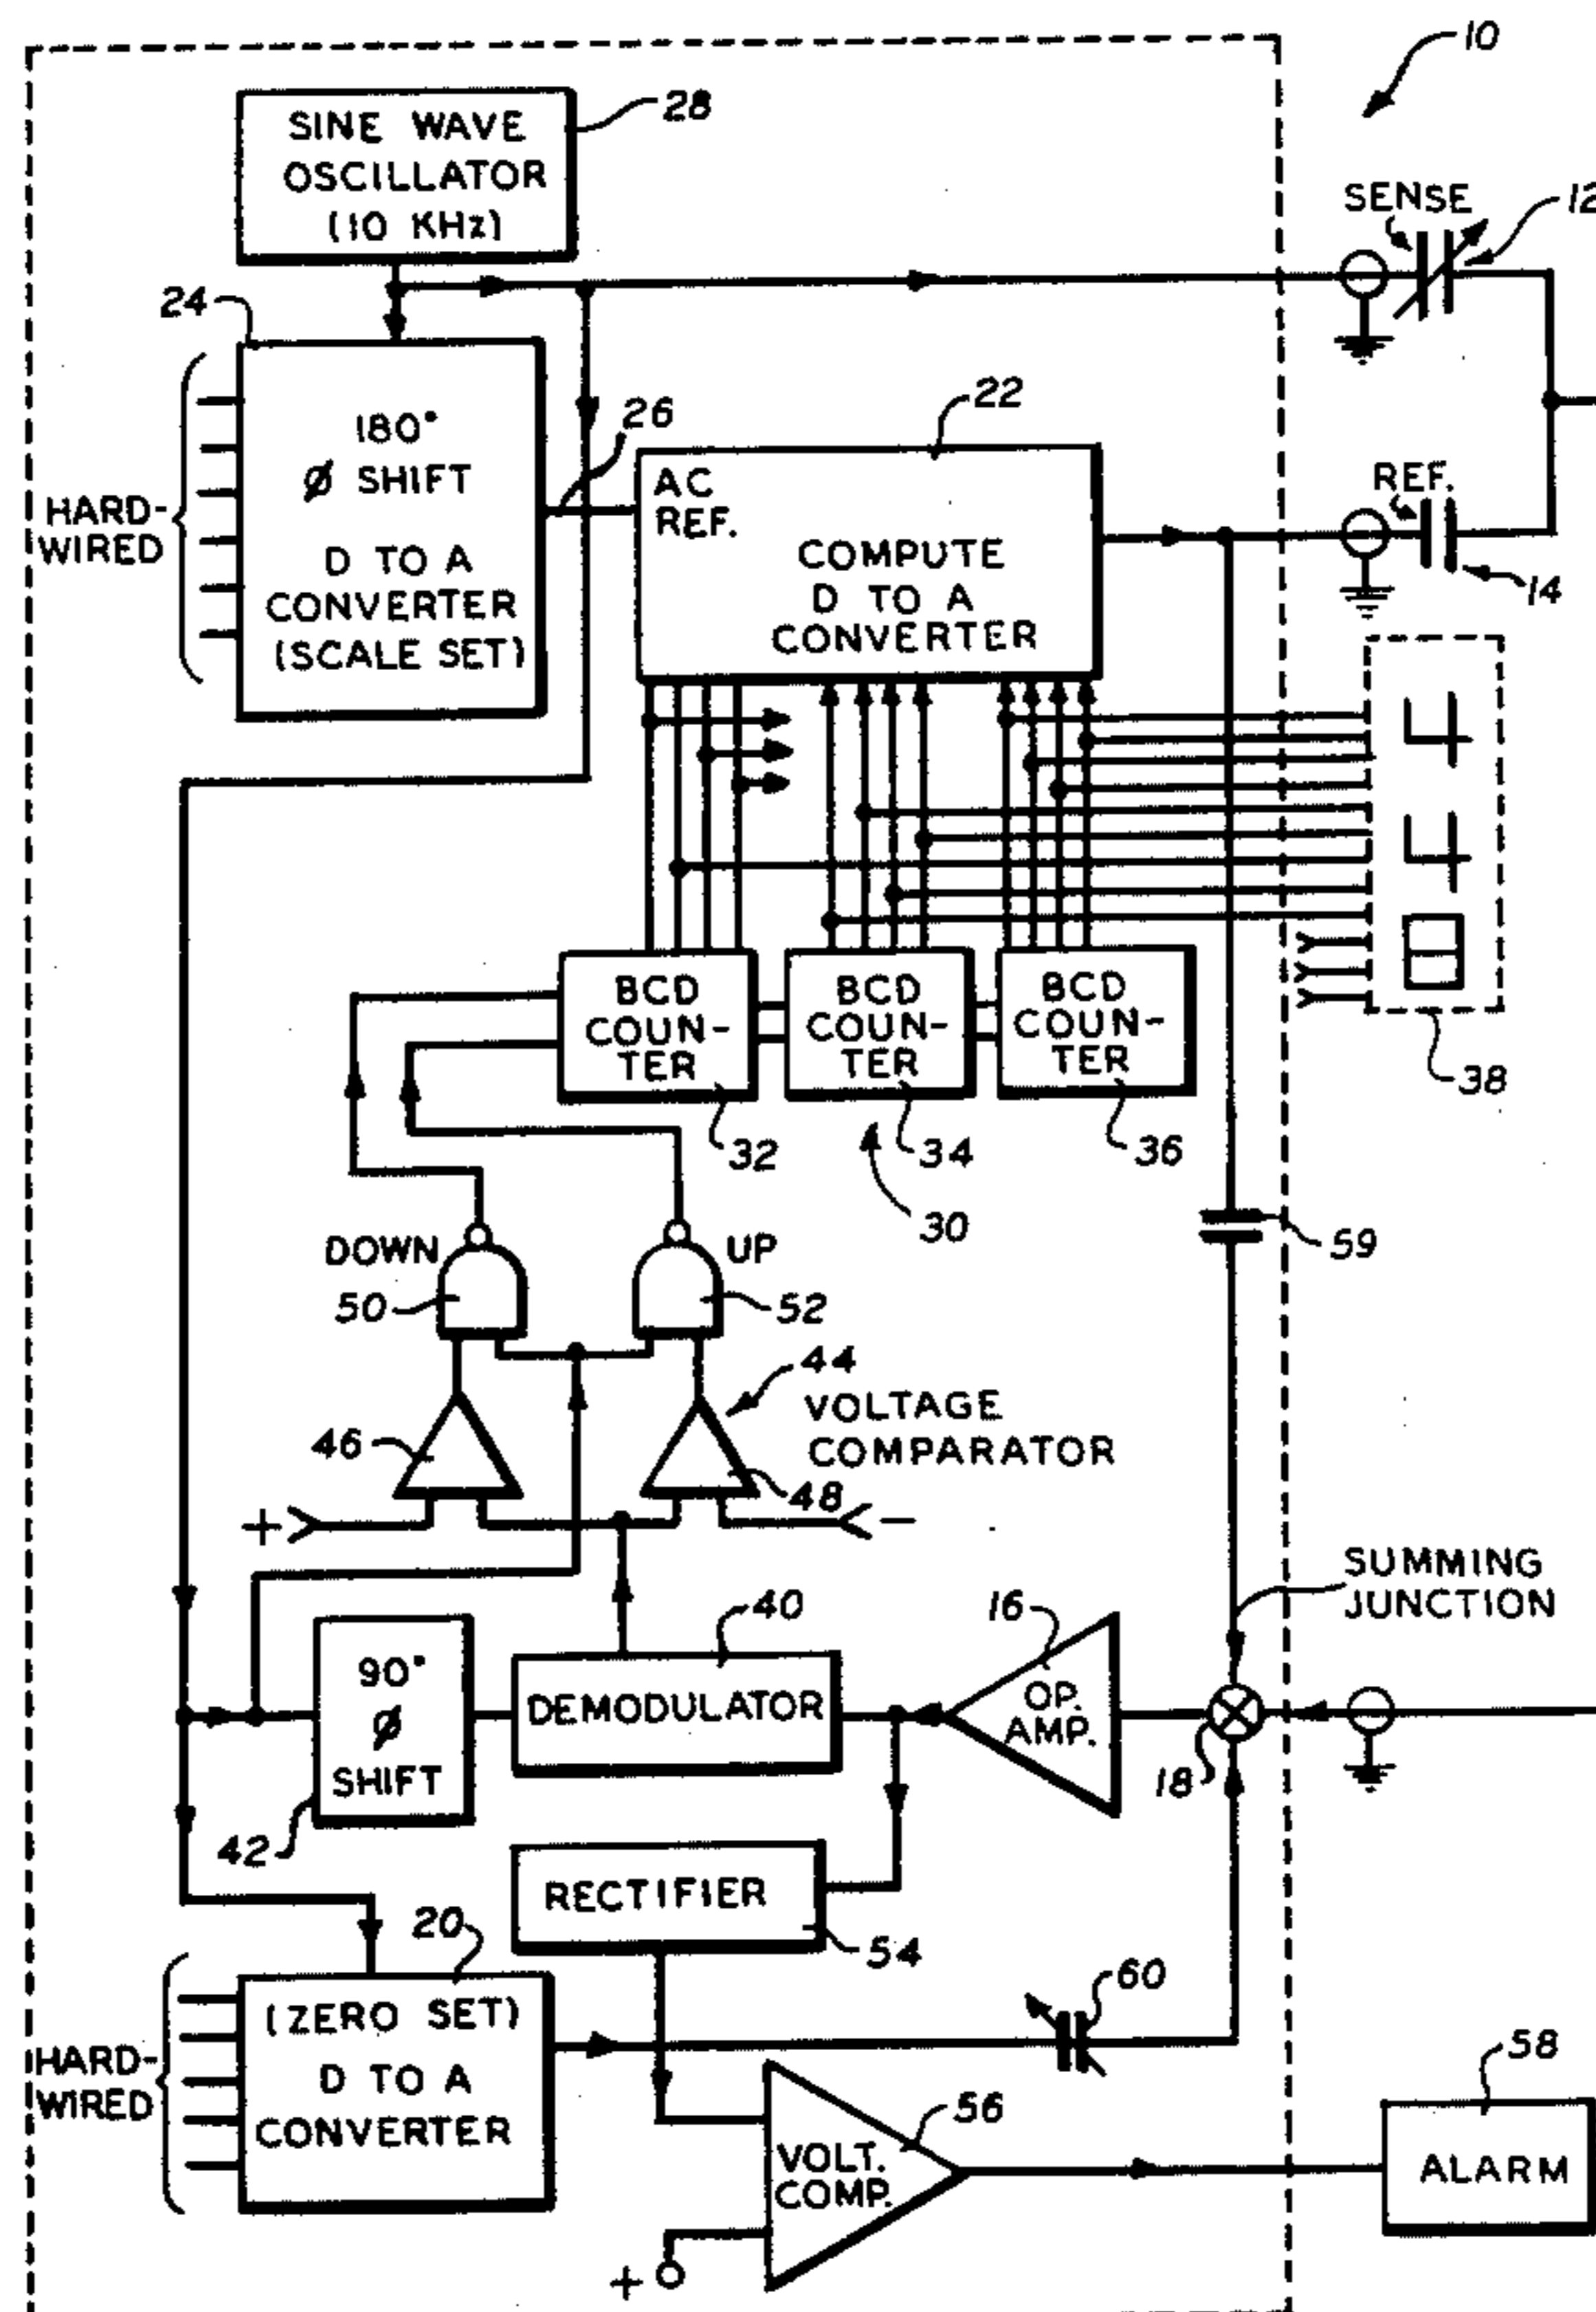 10
SINE WAVE
OSCILLATOR
(10 KHz)
28
SENSE
12
24
HARD-
WIRED
180°
ϕ SHIFT
D TO A
CONVERTER
(SCALE SET)
26
22
AC
REF.
COMPUTE
D TO A
CONVERTER
REF.
14
38
BCD
COUN-
TER
32
BCD
COUN-
TER
34
BCD
COUN-
TER
36
30
59
DOWN
50
UP
52
44
VOLTAGE
COMPARATOR
46
48
+
−
SUMMING
JUNCTION
90°
ϕ
SHIFT
42
40
DEMODULATOR
16
OP.
AMP.
18
RECTIFIER
54
20
HARD-
WIRED
(ZERO SET)
D TO A
CONVERTER
60
56
VOLT.
COMP.
+
58
ALARM